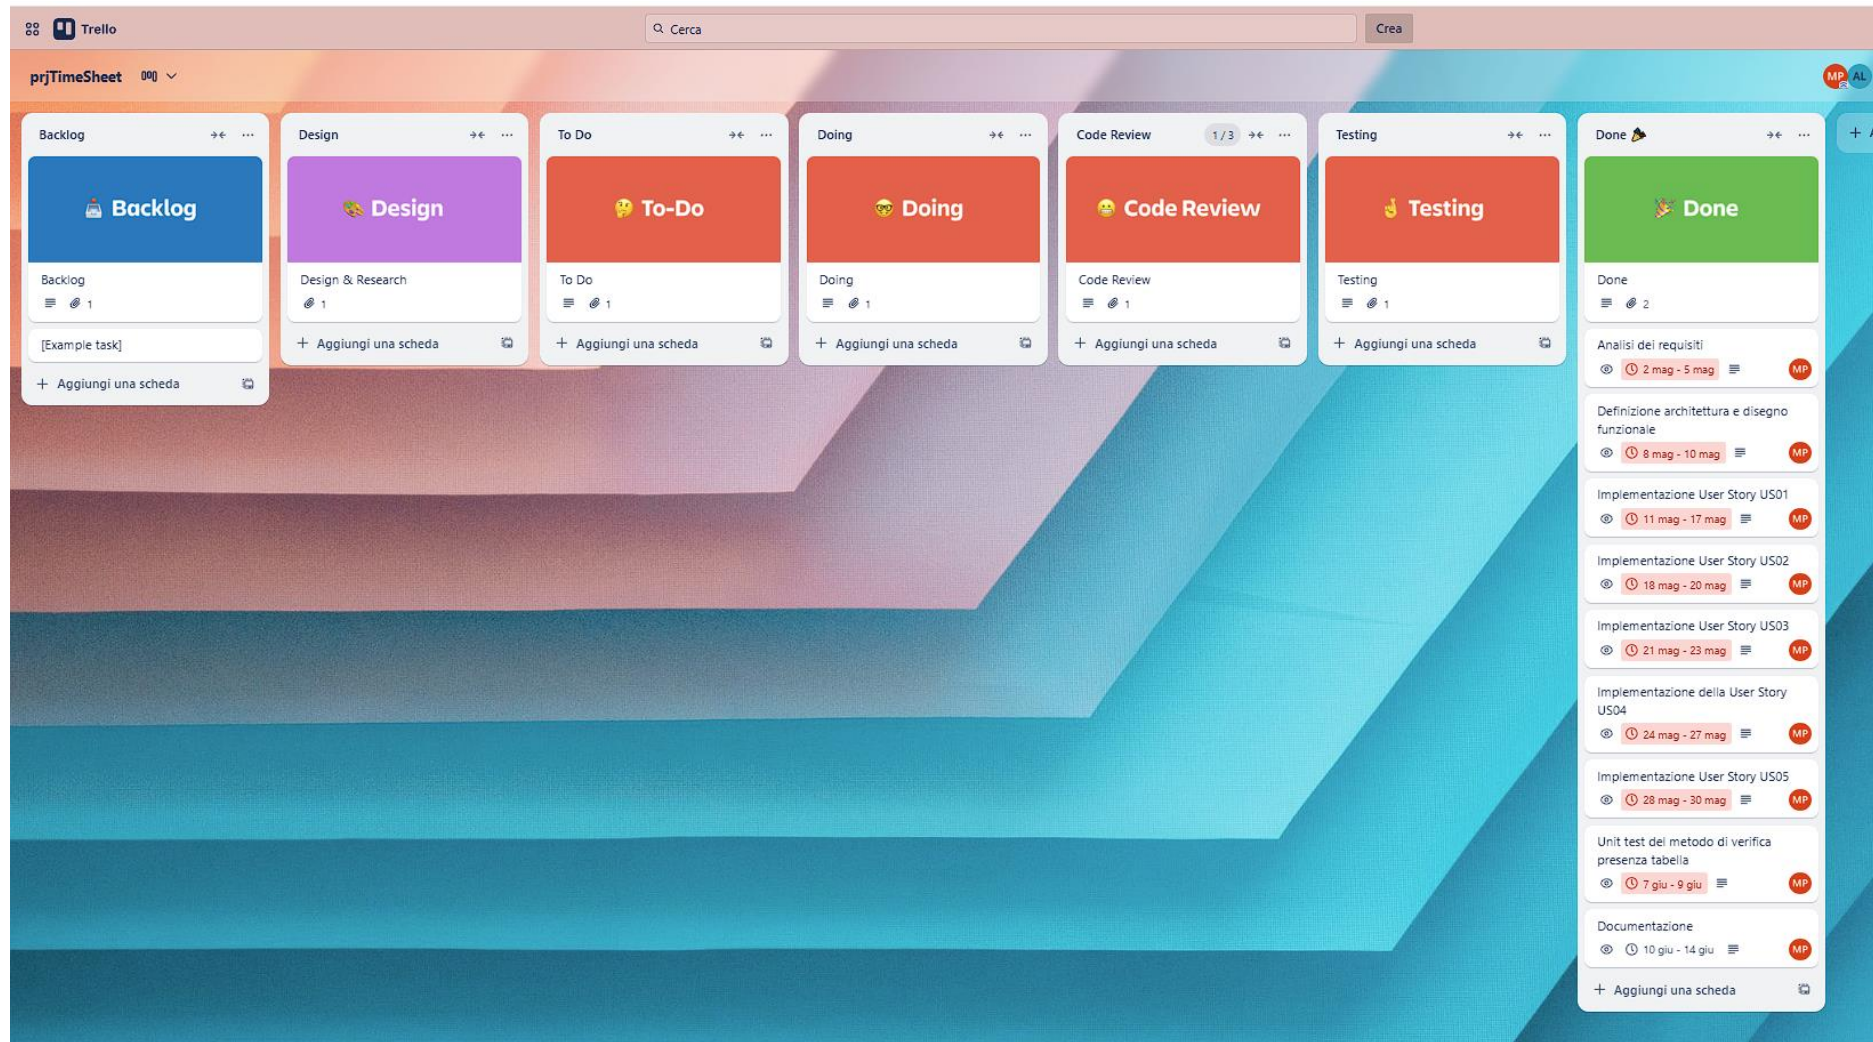 Trello
Cerca
Crea
prjTimeSheet
MP
AL
Backlog
Backlog
Backlog
1
[Example task]
+ Aggiungi una scheda
Design
Design
Design & Research
1
+ Aggiungi una scheda
To Do
To-Do
To Do
1
+ Aggiungi una scheda
Doing
Doing
Doing
1
+ Aggiungi una scheda
Code Review 1 / 3
Code Review
Code Review
1
+ Aggiungi una scheda
Testing
Testing
Testing
1
+ Aggiungi una scheda
Done
Done
Done
2
Analisi dei requisiti
2 mag - 5 mag MP
Definizione architettura e disegno
funzionale
8 mag - 10 mag MP
Implementazione User Story US01
11 mag - 17 mag MP
Implementazione User Story US02
18 mag - 20 mag MP
Implementazione User Story US03
21 mag - 23 mag MP
Implementazione della User Story
US04
24 mag - 27 mag MP
Implementazione User Story US05
28 mag - 30 mag MP
Unit test del metodo di verifica
presenza tabella
7 giu - 9 giu MP
Documentazione
10 giu - 14 giu MP
+ Aggiungi una scheda